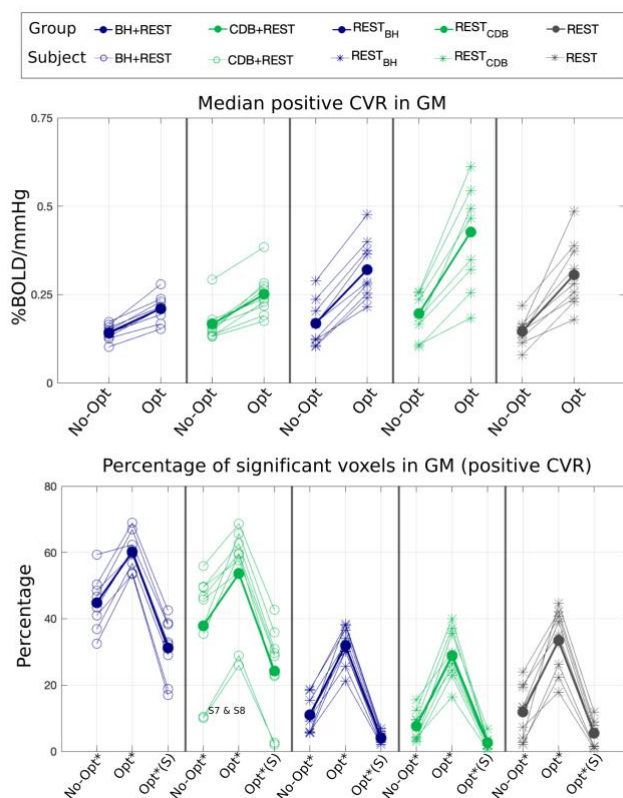 Group BH+REST CDB+REST REST_BH REST_CDB REST
Subject BH+REST CDB+REST REST_BH REST_CDB REST
Median positive CVR in GM
0.75
0.5
0.25
0
%BOLD/mmHg
No-Opt Opt No-Opt Opt No-Opt Opt No-Opt Opt No-Opt Opt
Percentage of significant voxels in GM (positive CVR)
80
60
40
20
0
Percentage
S7 & S8
No-Opt* Opt* Opt*(S) No-Opt* Opt* Opt*(S) No-Opt* Opt* Opt*(S) No-Opt* Opt* Opt*(S) No-Opt* Opt* Opt*(S)